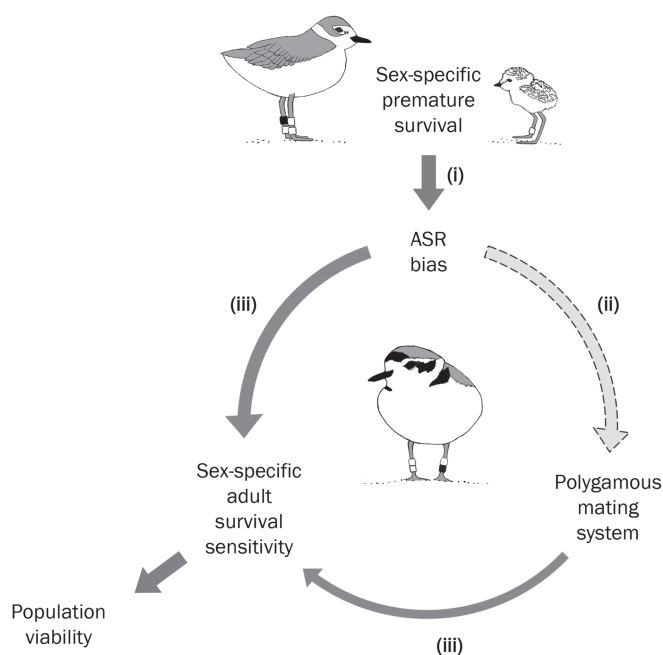 Sex-specific
premature
survival
(i)
ASR
bias
(iii)
(ii)
Sex-specific
adult
survival
sensitivity
Polygamous
mating
system
Population
viability
(iii)